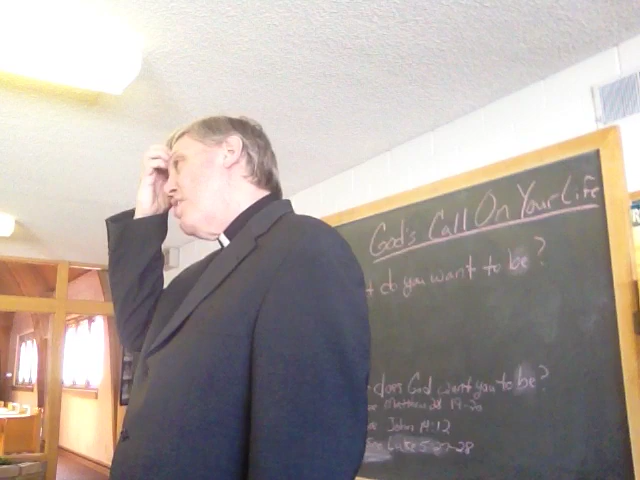 God's Call On Your Life
t do you want to be?
does God want you to be?
Matthew 28 19-20
John 14:12
See Luke 5:27-28